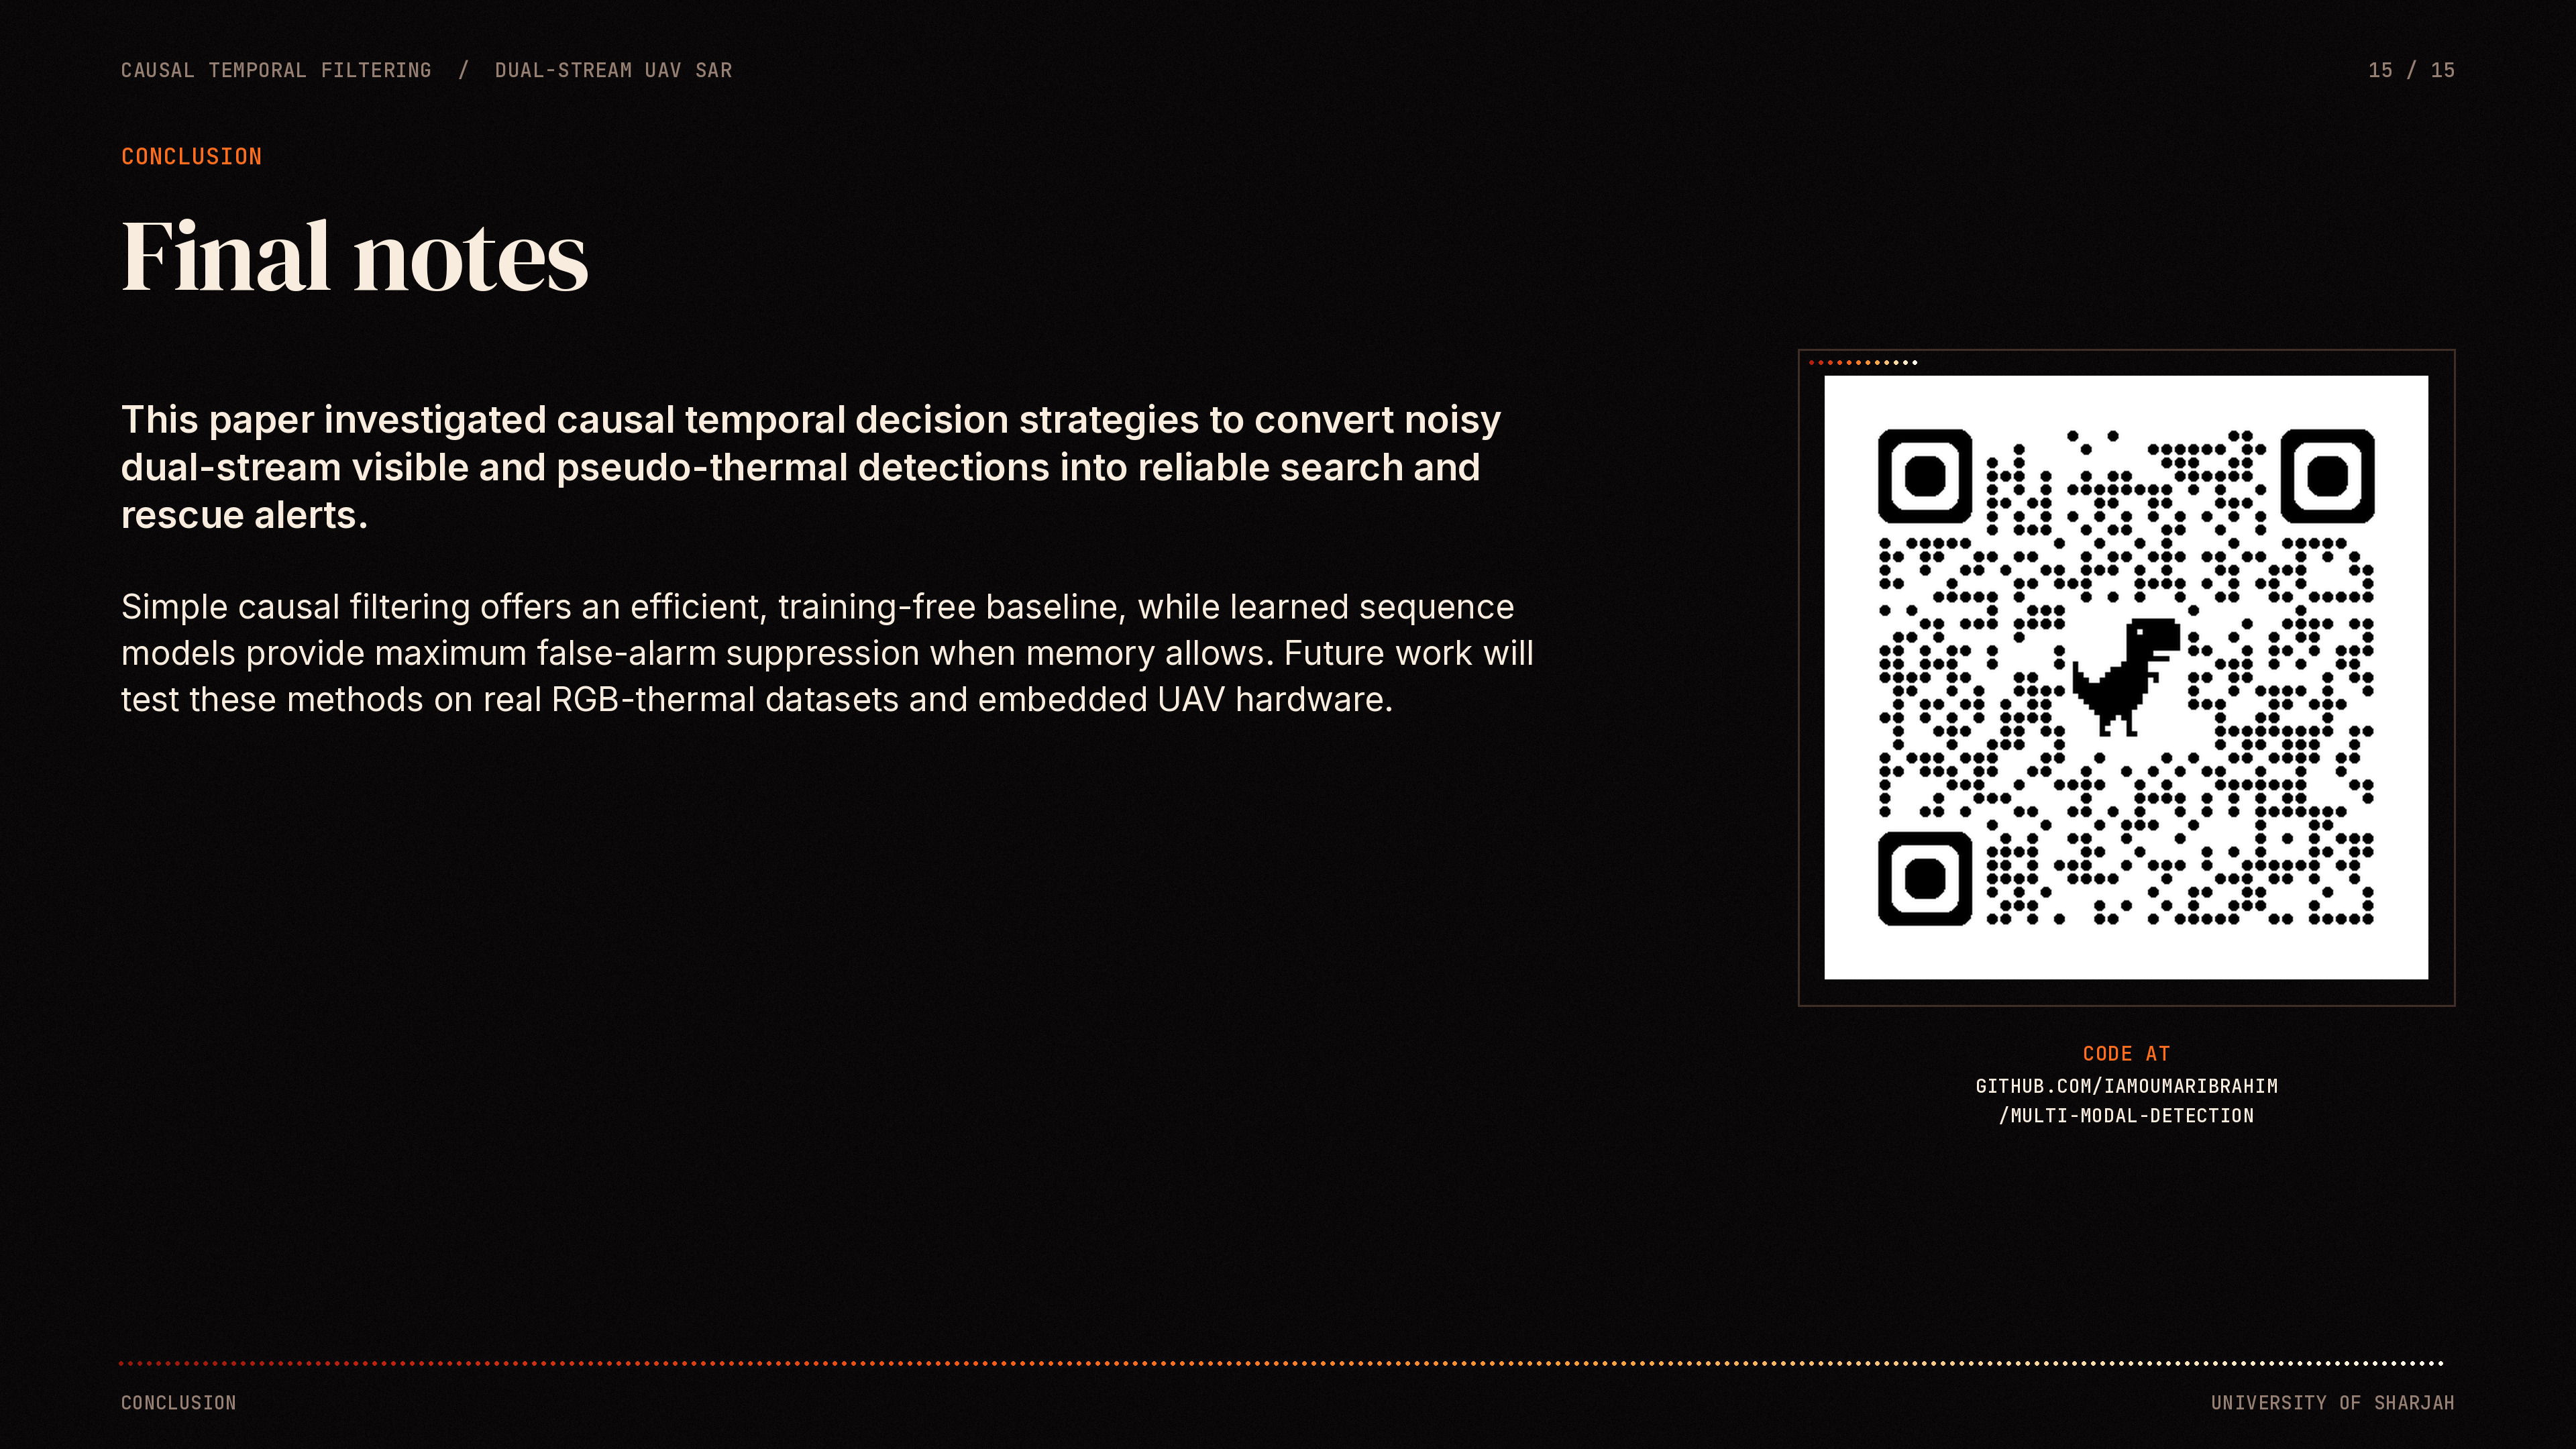 CAUSAL TEMPORAL FILTERING / DUAL-STREAM UAV SAR
15 / 15
CONCLUSION
Final notes
This paper investigated causal temporal decision strategies to convert noisy
dual-stream visible and pseudo-thermal detections into reliable search and
rescue alerts.
Simple causal filtering offers an efficient, training-free baseline, while learned sequence
models provide maximum false-alarm suppression when memory allows. Future work will
test these methods on real RGB-thermal datasets and embedded UAV hardware.
CODE AT
GITHUB.COM/IAMOUMARIBRAHIM
/MULTI-MODAL-DETECTION
CONCLUSION
UNIVERSITY OF SHARJAH